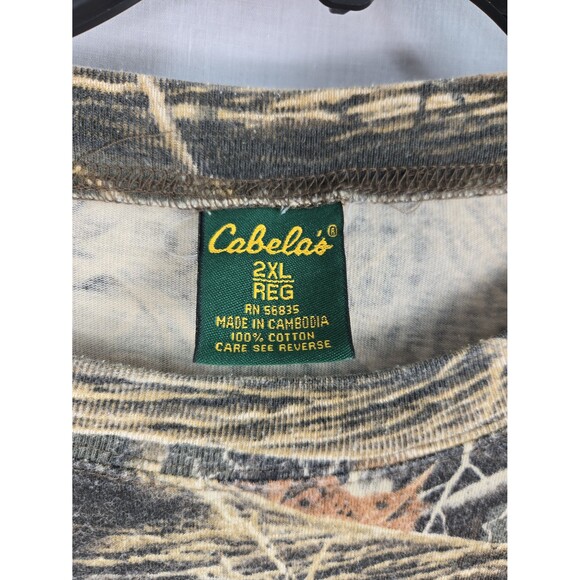 Cabela's®
2XL
REG
RN 56835
MADE IN CAMBODIA
100% COTTON
CARE SEE REVERSE